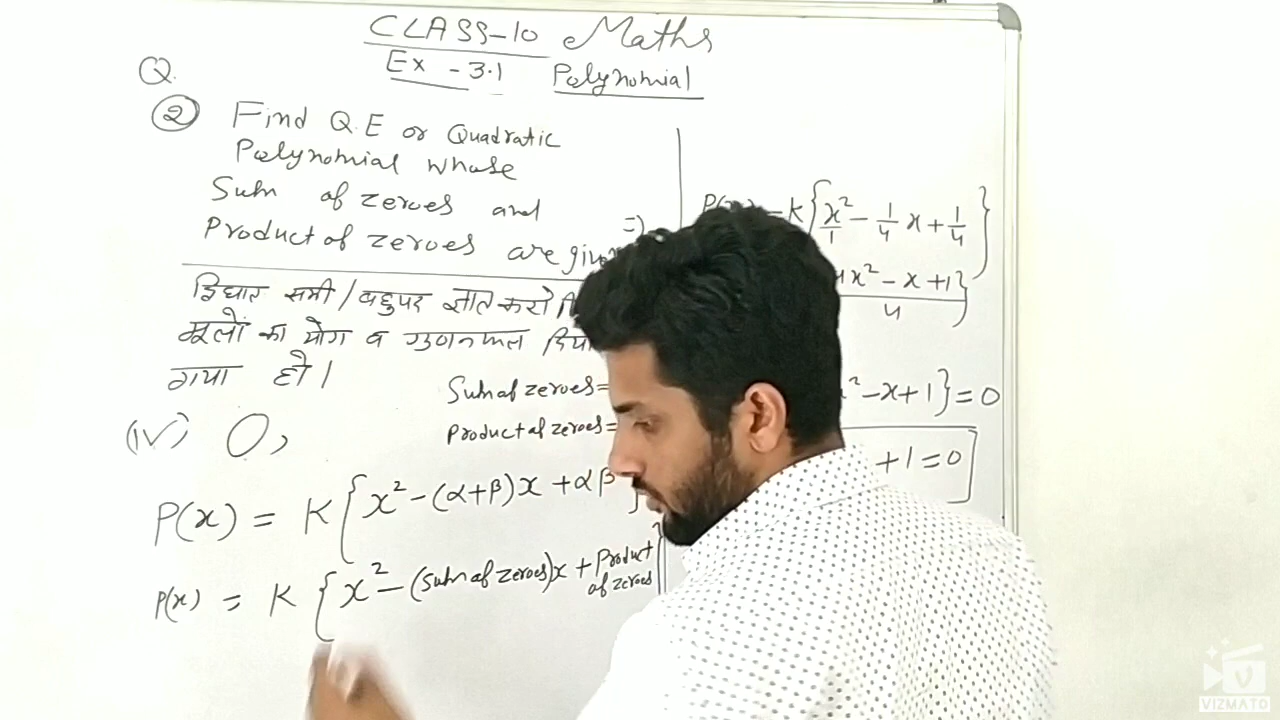 CLASS-10 Maths
Ex - 3.1 Polynomial
Q.
② Find Q.E or Quadratic
Polynomial whose
Sum of zeroes and
Product of zeroes are given
द्विघात समी / बहुपद ज्ञात करो
मूलों का योग व गुणनफल दिया
गया हो।
Sum of zeroes=
Product of zeroes=
(iv) 0,
P(x) = K{x² - (α+β)x + αβ}
P(x) = K{x² - (Sum of zeroes)x + Product of zeroes}
=> P(x) = K{x²/1 - 1/4 x + 1/4}
4x² - x + 1}/4
x² - x + 1} = 0
+ 1 = 0
VIZMATO